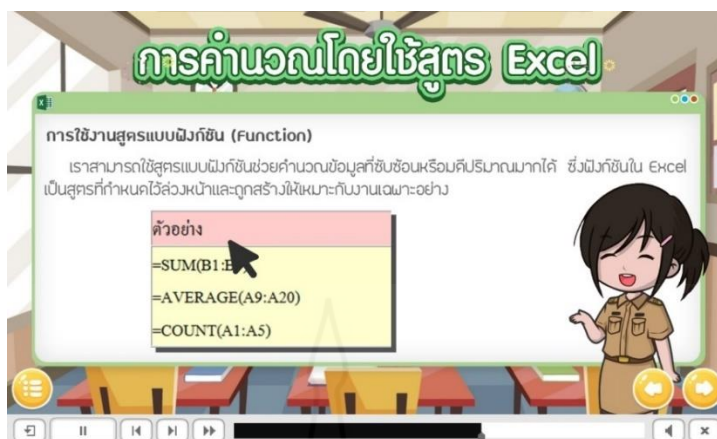 การคำนวณโดยใช้สูตร Excel
การใช้งานสูตรแบบฟังก์ชัน (Function)
เราสามารถใช้สูตรแบบฟังก์ชันช่วยคำนวณข้อมูลที่ซับซ้อนหรือมีปริมาณมากได้ ซึ่งฟังก์ชันใน Excel
เป็นสูตรที่กำหนดไว้ล่วงหน้าและถูกสร้างให้เหมาะกับงานเฉพาะอย่าง
ตัวอย่าง
=SUM(B1:
=AVERAGE(A9:A20)
=COUNT(A1:A5)